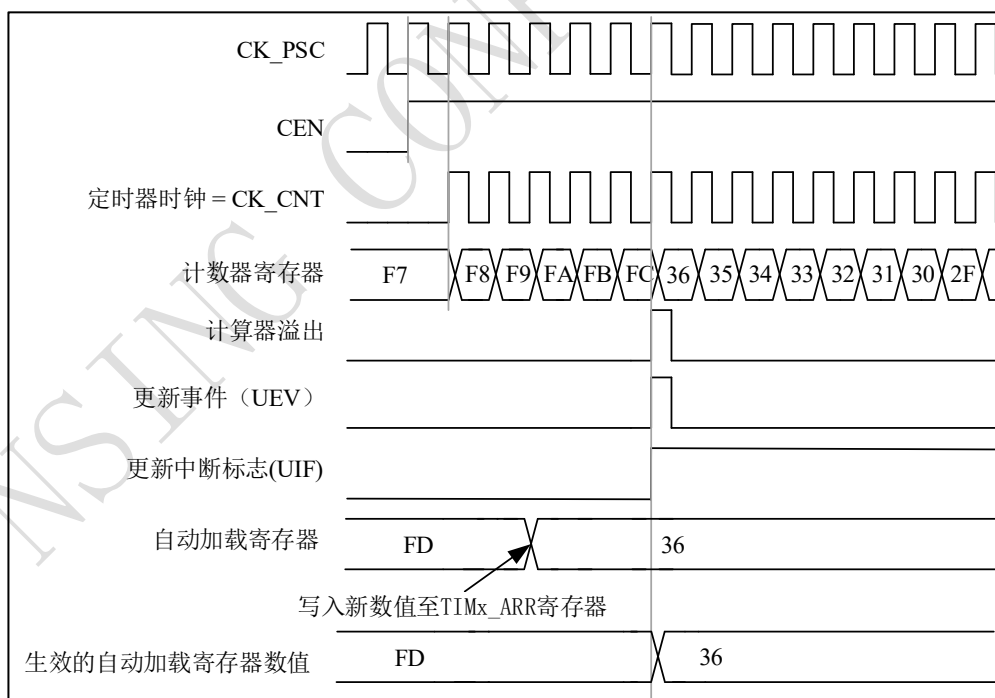 CK_PSC
CEN
定时器时钟 = CK_CNT
计数器寄存器 F7 F8 F9 FA FB FC 36 35 34 33 32 31 30 2F
计算器溢出
更新事件（UEV）
更新中断标志(UIF)
自动加载寄存器 FD 36
写入新数值至TIMx_ARR寄存器
生效的自动加载寄存器数值 FD 36
NSING CONF